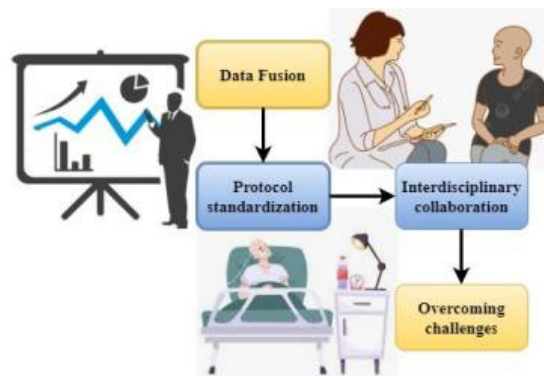 Data Fusion
Protocol
standardization
Interdisciplinary
collaboration
Overcoming
challenges